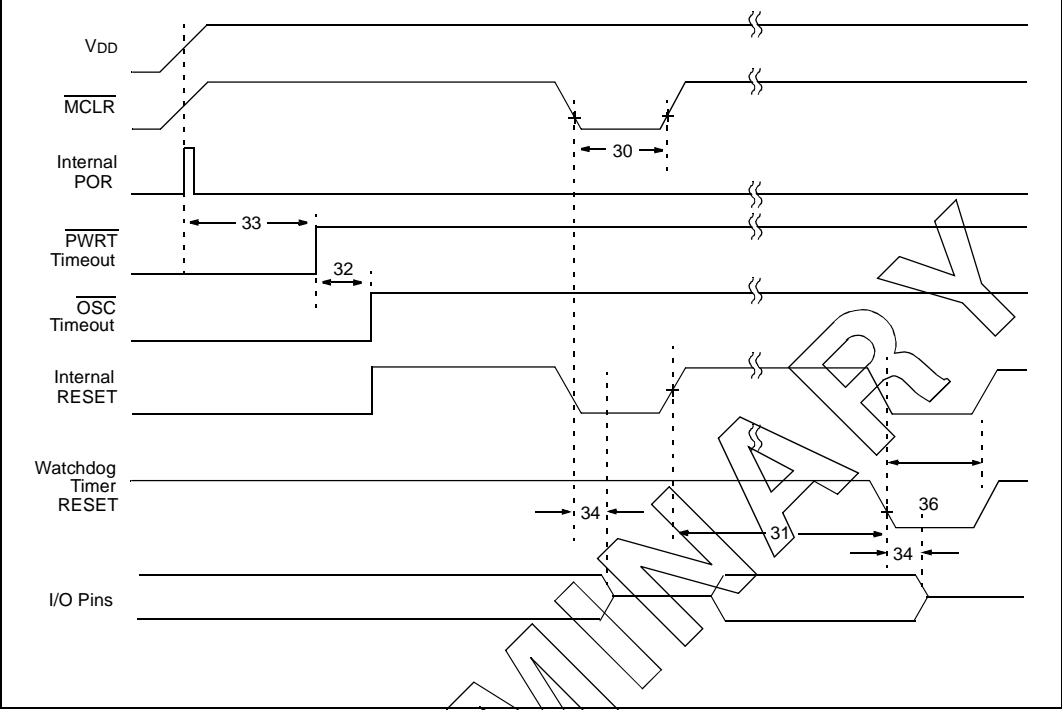 VDD
MCLR
Internal
POR
30
33
PWRT
Timeout
32
OSC
Timeout
Internal
RESET
Watchdog
Timer
RESET
36
34
31
34
I/O Pins
MINARY